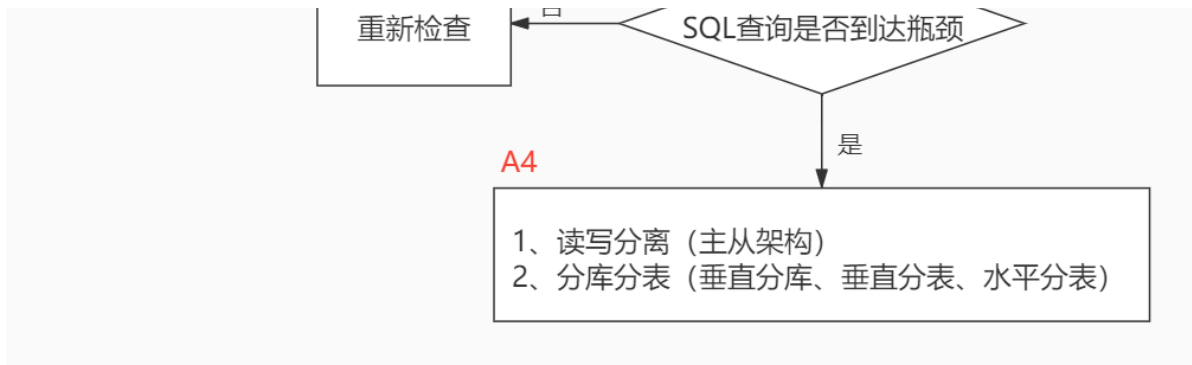 重新检查
SQL查询是否到达瓶颈
是
A4
1、读写分离（主从架构）
2、分库分表（垂直分库、垂直分表、水平分表）